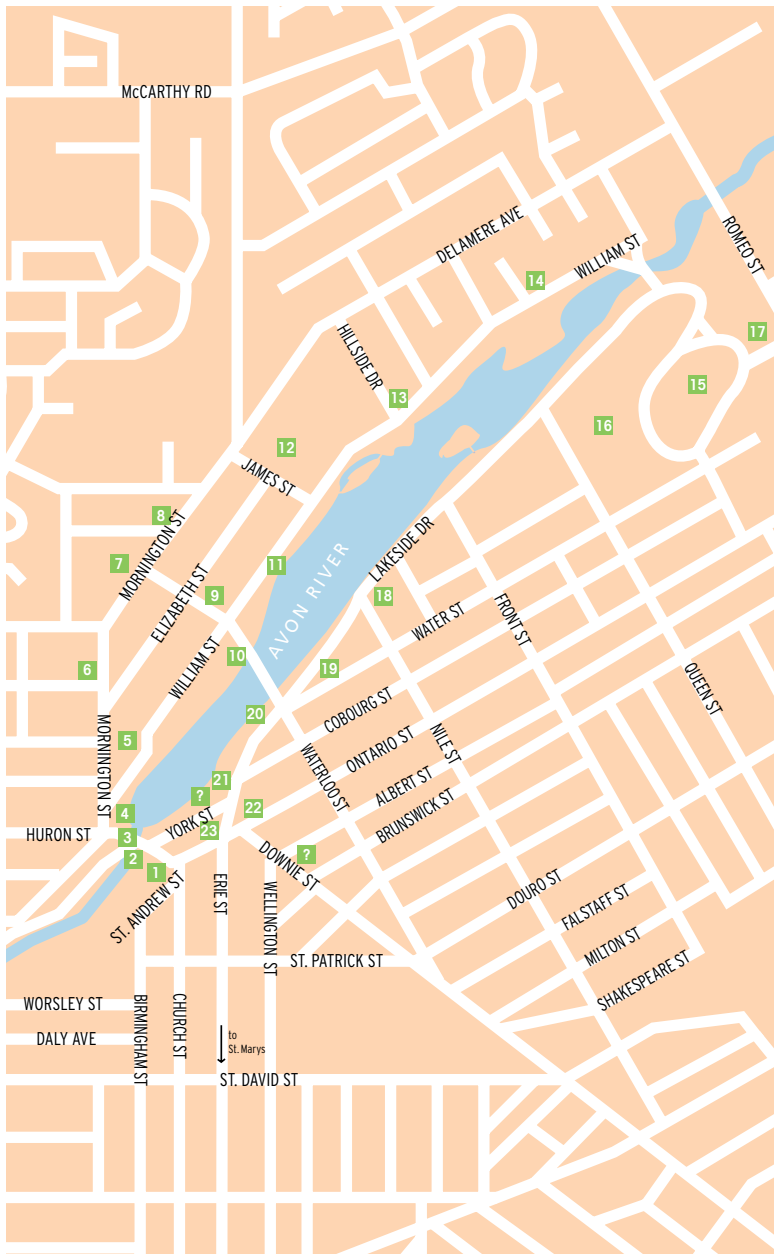 McCARTHY RD
DELAMERE AVE
WILLIAM ST
ROMEO ST
14
17
HILLSIDE DR
13
15
16
12
JAMES ST
8
MORNINGTON ST
7
11
LAKESIDE DR
AVON RIVER
ELIZABETH ST
9
18
WATER ST
FRONT ST
WILLIAM ST
10
19
6
QUEEN ST
COBOURG ST
20
MORNINGTON ST
5
ONTARIO ST
NILE ST
WATERLOO ST
21
ALBERT ST
?
22
BRUNSWICK ST
4
YORK ST
23
HURON ST
3
2
1
DOWNIE ST
?
ST. ANDREW ST
ERIE ST
WELLINGTON ST
DOURO ST
FALSTAFF ST
MILTON ST
ST. PATRICK ST
SHAKESPEARE ST
WORSLEY ST
BIRMINGHAM ST
CHURCH ST
DALY AVE
to
St. Marys
ST. DAVID ST